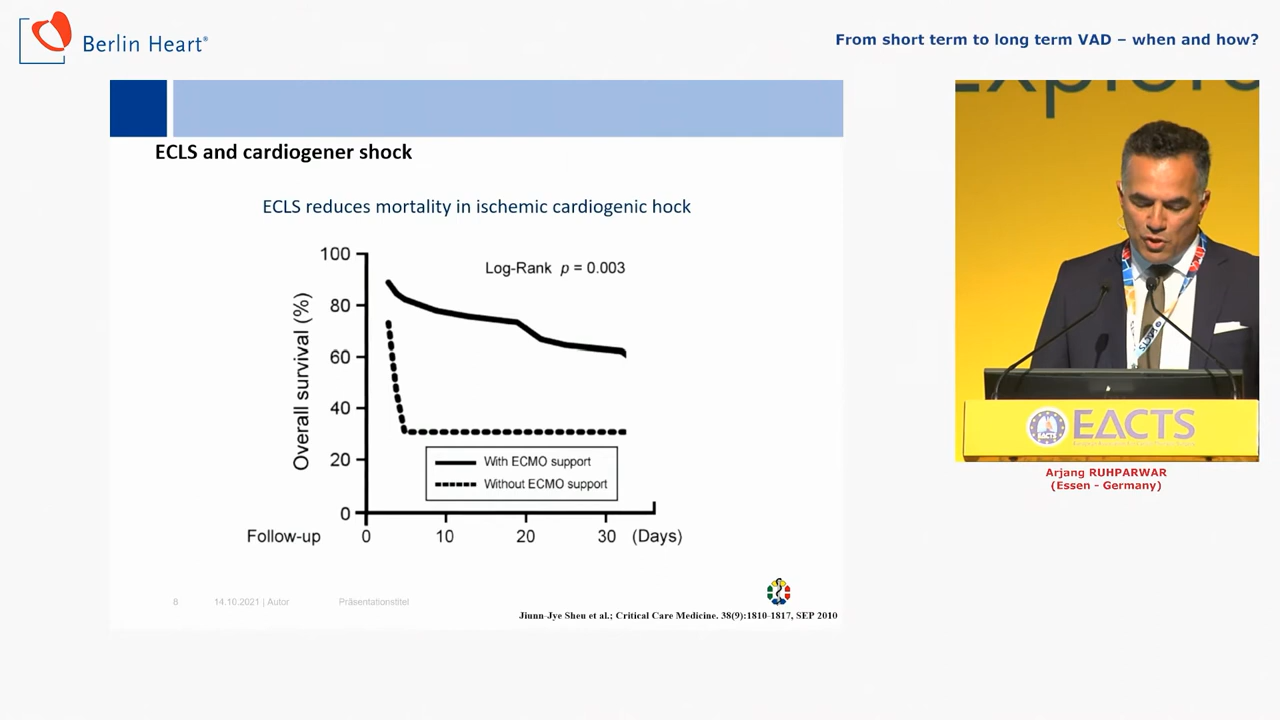 Berlin Heart®
From short term to long term VAD – when and how?
ECLS and cardiogener shock
ECLS reduces mortality in ischemic cardiogenic hock
Log-Rank p = 0.003
Overall survival (%)
100
80
60
40
20
0
With ECMO support
Without ECMO support
Follow-up 0 10 20 30 (Days)
8 14.10.2021 | Autor Präsentationstitel
Jiunn-Jye Sheu et al.; Critical Care Medicine. 38(9):1810-1817, SEP 2010
EACTS
EACTS
Arjang RUHPARWAR
(Essen - Germany)